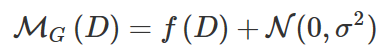 ℳ_G (D) = f (D) + 𝒩(0, σ²)